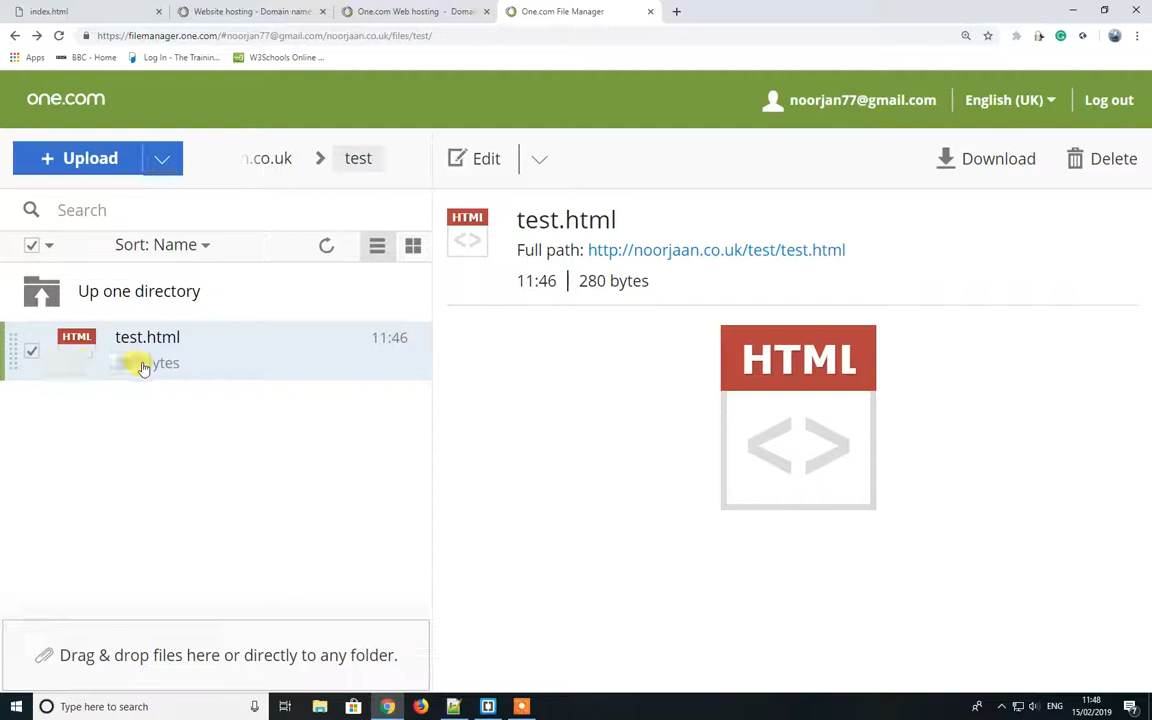 index.html
Website hosting - Domain name
One.com Web hosting - Domai
One.com File Manager
https://filemanager.one.com/#noorjan77@gmail.com/noorjaan.co.uk/files/test/
Apps
BBC - Home
Log In - The Trainin...
W3Schools Online ...
one.com
noorjan77@gmail.com
English (UK)
Log out
+ Upload
.co.uk
test
Edit
Download
Delete
Search
Sort: Name
HTML
test.html
Full path: http://noorjaan.co.uk/test/test.html
11:46
280 bytes
Up one directory
HTML
test.html
11:46
ytes
HTML
Drag & drop files here or directly to any folder.
Type here to search
ENG
11:48
15/02/2019
7